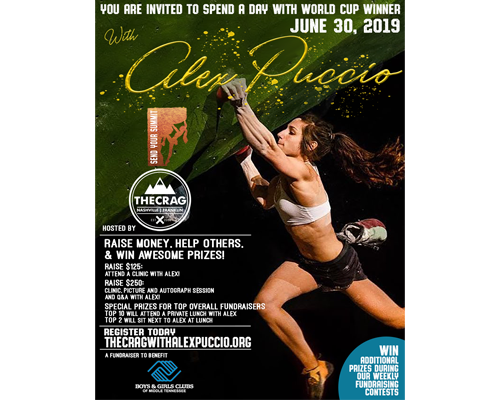 YOU ARE INVITED TO SPEND A DAY WITH WORLD CUP WINNER
JUNE 30, 2019
With
Alex Puccio
SEND YOUR SUMMIT
THECRAG
NASHVILLE | FRANKLIN
HOSTED BY
RAISE MONEY, HELP OTHERS,
& WIN AWESOME PRIZES!
RAISE $125:
ATTEND A CLINIC WITH ALEX!
RAISE $250:
CLINIC, PICTURE AND AUTOGRAPH SESSION
AND Q&A WITH ALEX!
SPECIAL PRIZES FOR TOP OVERALL FUNDRAISERS
TOP 10 WILL ATTEND A PRIVATE LUNCH WITH ALEX
TOP 2 WILL SIT NEXT TO ALEX AT LUNCH
REGISTER TODAY
THECRAGWITHALEXPUCCIO.ORG
A FUNDRAISER TO BENEFIT
BOYS & GIRLS CLUBS
OF MIDDLE TENNESSEE
WIN
ADDITIONAL
PRIZES DURING
OUR WEEKLY
FUNDRAISING
CONTESTS